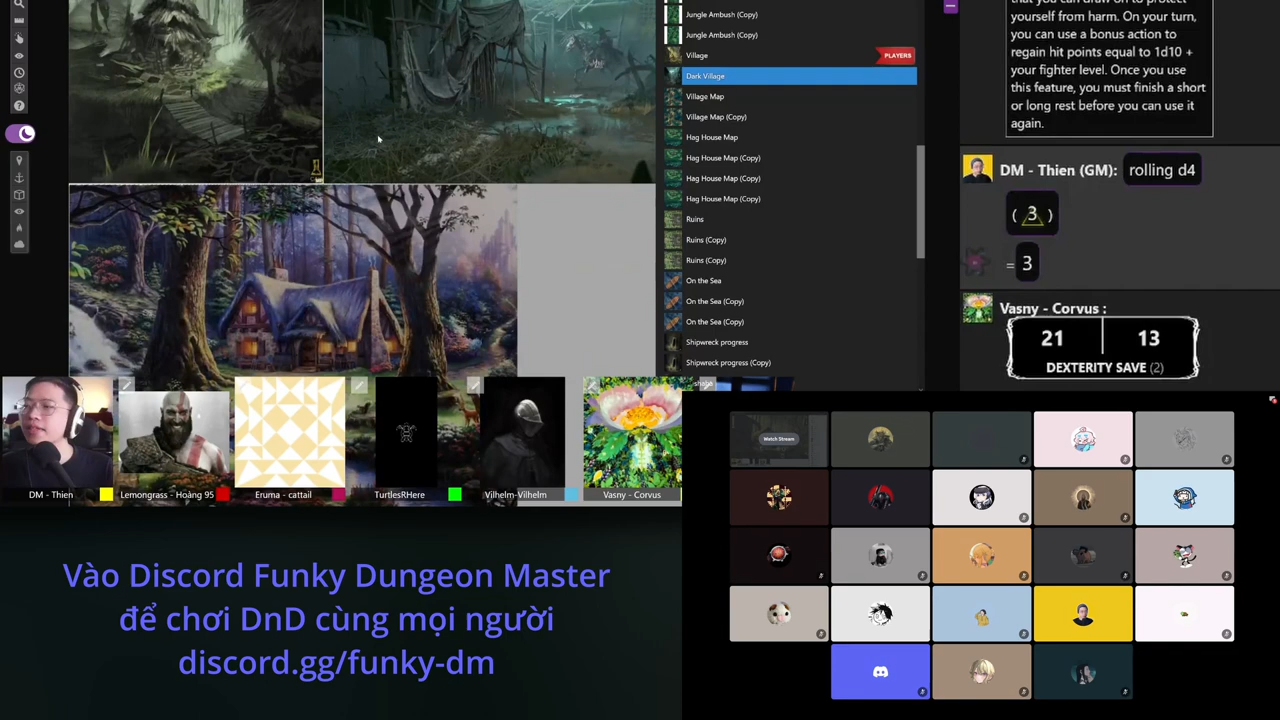 Jungle Ambush (Copy)
Jungle Ambush (Copy)
Village
PLAYERS
Dark Village
Village Map
Village Map (Copy)
Hag House Map
Hag House Map (Copy)
Hag House Map (Copy)
Hag House Map (Copy)
Ruins
Ruins (Copy)
Ruins (Copy)
On the Sea
On the Sea (Copy)
On the Sea (Copy)
Shipwreck progress
Shipwreck progress (Copy)
that you can draw on to protect
yourself from harm. On your turn,
you can use a bonus action to
regain hit points equal to 1d10 +
your fighter level. Once you use
this feature, you must finish a short
or long rest before you can use it
again.
DM - Thien (GM): rolling d4
( 3 )
= 3
Vasny - Corvus :
21 13
DEXTERITY SAVE (2)
DM - Thien
Lemongrass - Hoàng 95
Eruma - cattail
TurtlesRHere
Vilhelm-Vilhelm
Vasny - Corvus
Watch Stream
Vào Discord Funky Dungeon Master
để chơi DnD cùng mọi người
discord.gg/funky-dm